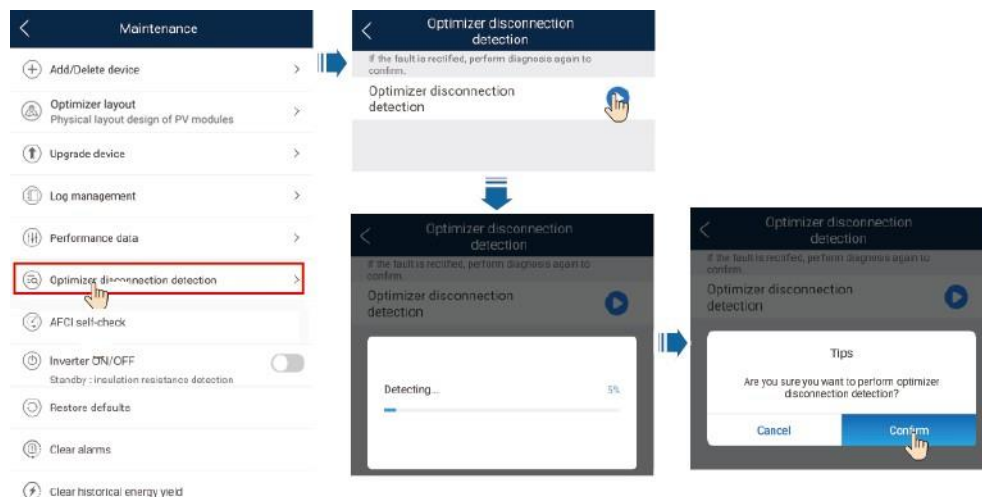 Maintenance
Add/Delete device
Optimizer layout
Physical layout design of PV modules
Upgrade device
Log management
Performance data
Optimizer disconnection detection
AFCI self-check
Inverter ON/OFF
Standby : insulation resistance detection
Restore defaults
Clear alarms
Clear historical energy yield
Optimizer disconnection
detection
If the fault is rectified, perform diagnosis again to
confirm.
Optimizer disconnection
detection
Optimizer disconnection
detection
If the fault is rectified, perform diagnosis again to
confirm.
Optimizer disconnection
detection
Detecting... 5%
Optimizer disconnection
detection
If the fault is rectified, perform diagnosis again to
confirm.
Optimizer disconnection
detection
Tips
Are you sure you want to perform optimizer
disconnection detection?
Cancel Confirm